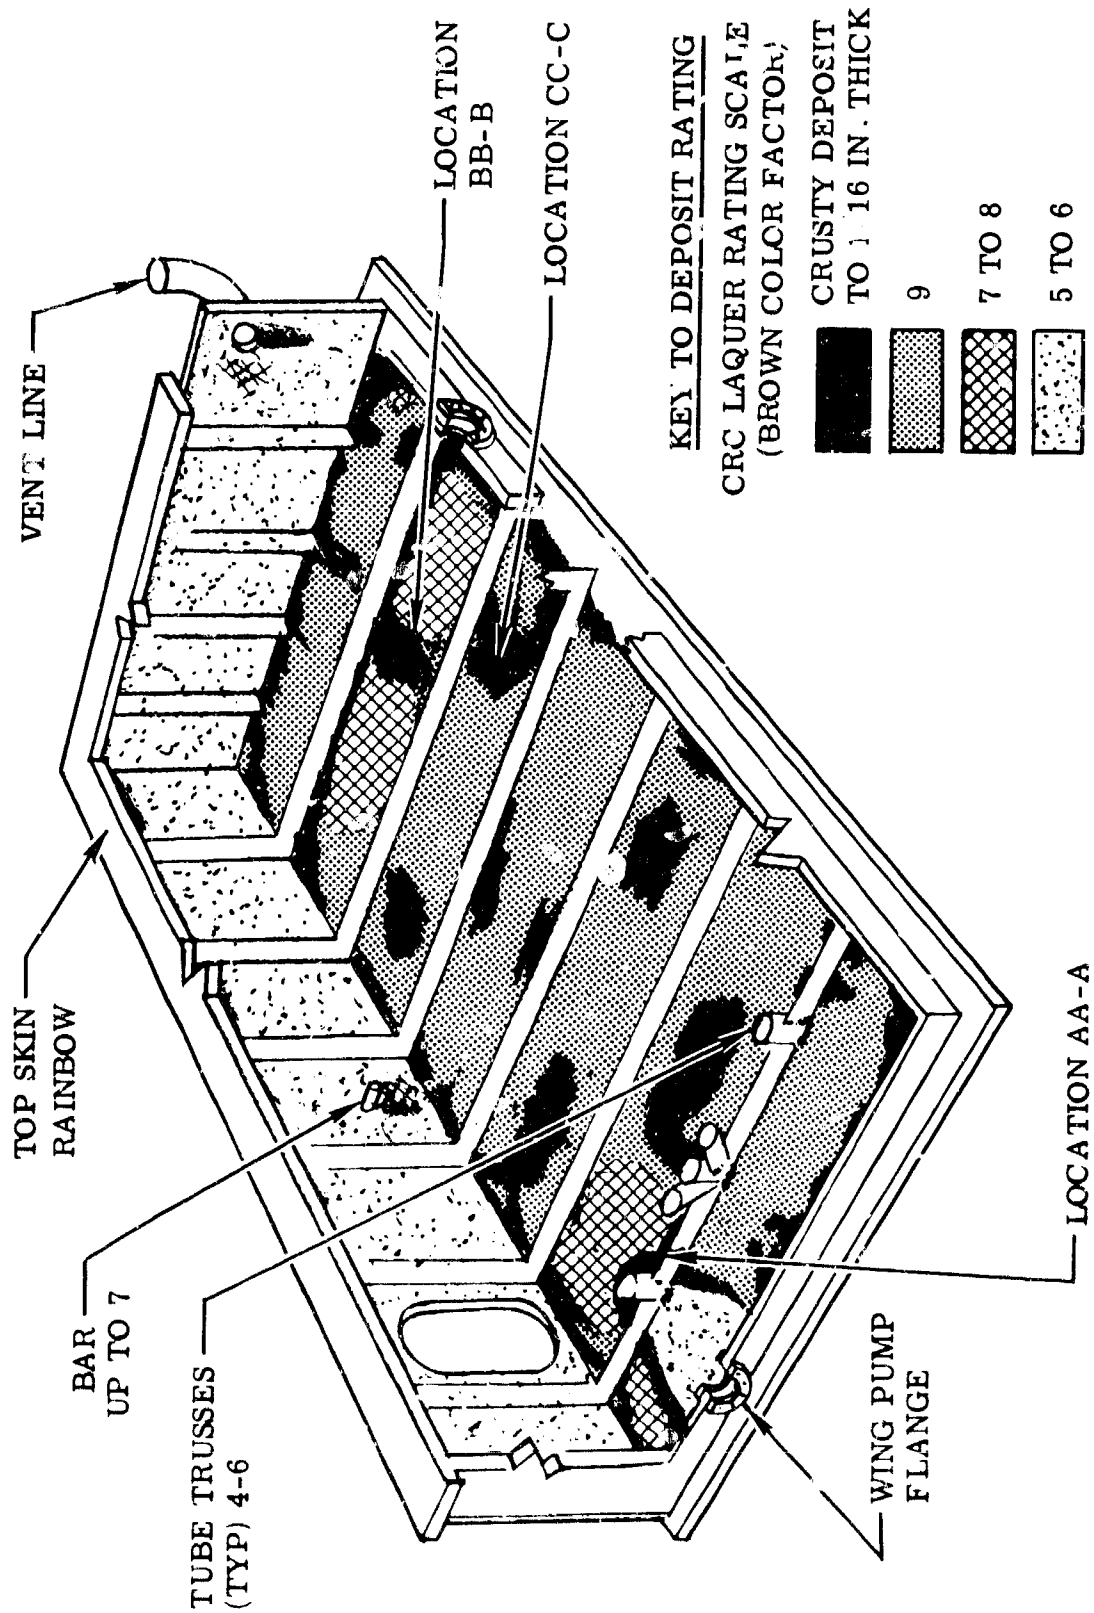 VENT LINE
TOP SKIN
RAINBOW
BAR
UP TO 7
TUBE TRUSSES
(TYP) 4-6
LOCATION
BB-B
LOCATION CC-C
WING PUMP
FLANGE
LOCATION AA-A
KEY TO DEPOSIT RATING
CRC LAQUER RATING SCALE
(BROWN COLOR FACTOR)
CRUSTY DEPOSIT
TO 1 16 IN. THICK
9
7 TO 8
5 TO 6